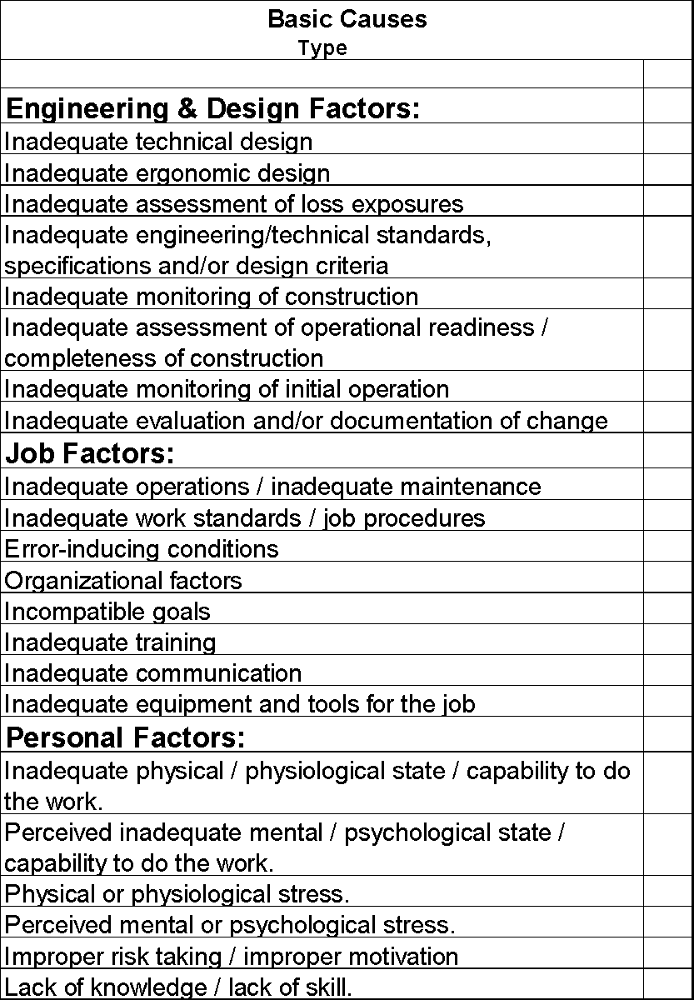 Basic Causes
Type
Engineering & Design Factors:
Inadequate technical design
Inadequate ergonomic design
Inadequate assessment of loss exposures
Inadequate engineering/technical standards,
specifications and/or design criteria
Inadequate monitoring of construction
Inadequate assessment of operational readiness /
completeness of construction
Inadequate monitoring of initial operation
Inadequate evaluation and/or documentation of change
Job Factors:
Inadequate operations / inadequate maintenance
Inadequate work standards / job procedures
Error-inducing conditions
Organizational factors
Incompatible goals
Inadequate training
Inadequate communication
Inadequate equipment and tools for the job
Personal Factors:
Inadequate physical / physiological state / capability to do
the work.
Perceived inadequate mental / psychological state /
capability to do the work.
Physical or physiological stress.
Perceived mental or psychological stress.
Improper risk taking / improper motivation
Lack of knowledge / lack of skill.